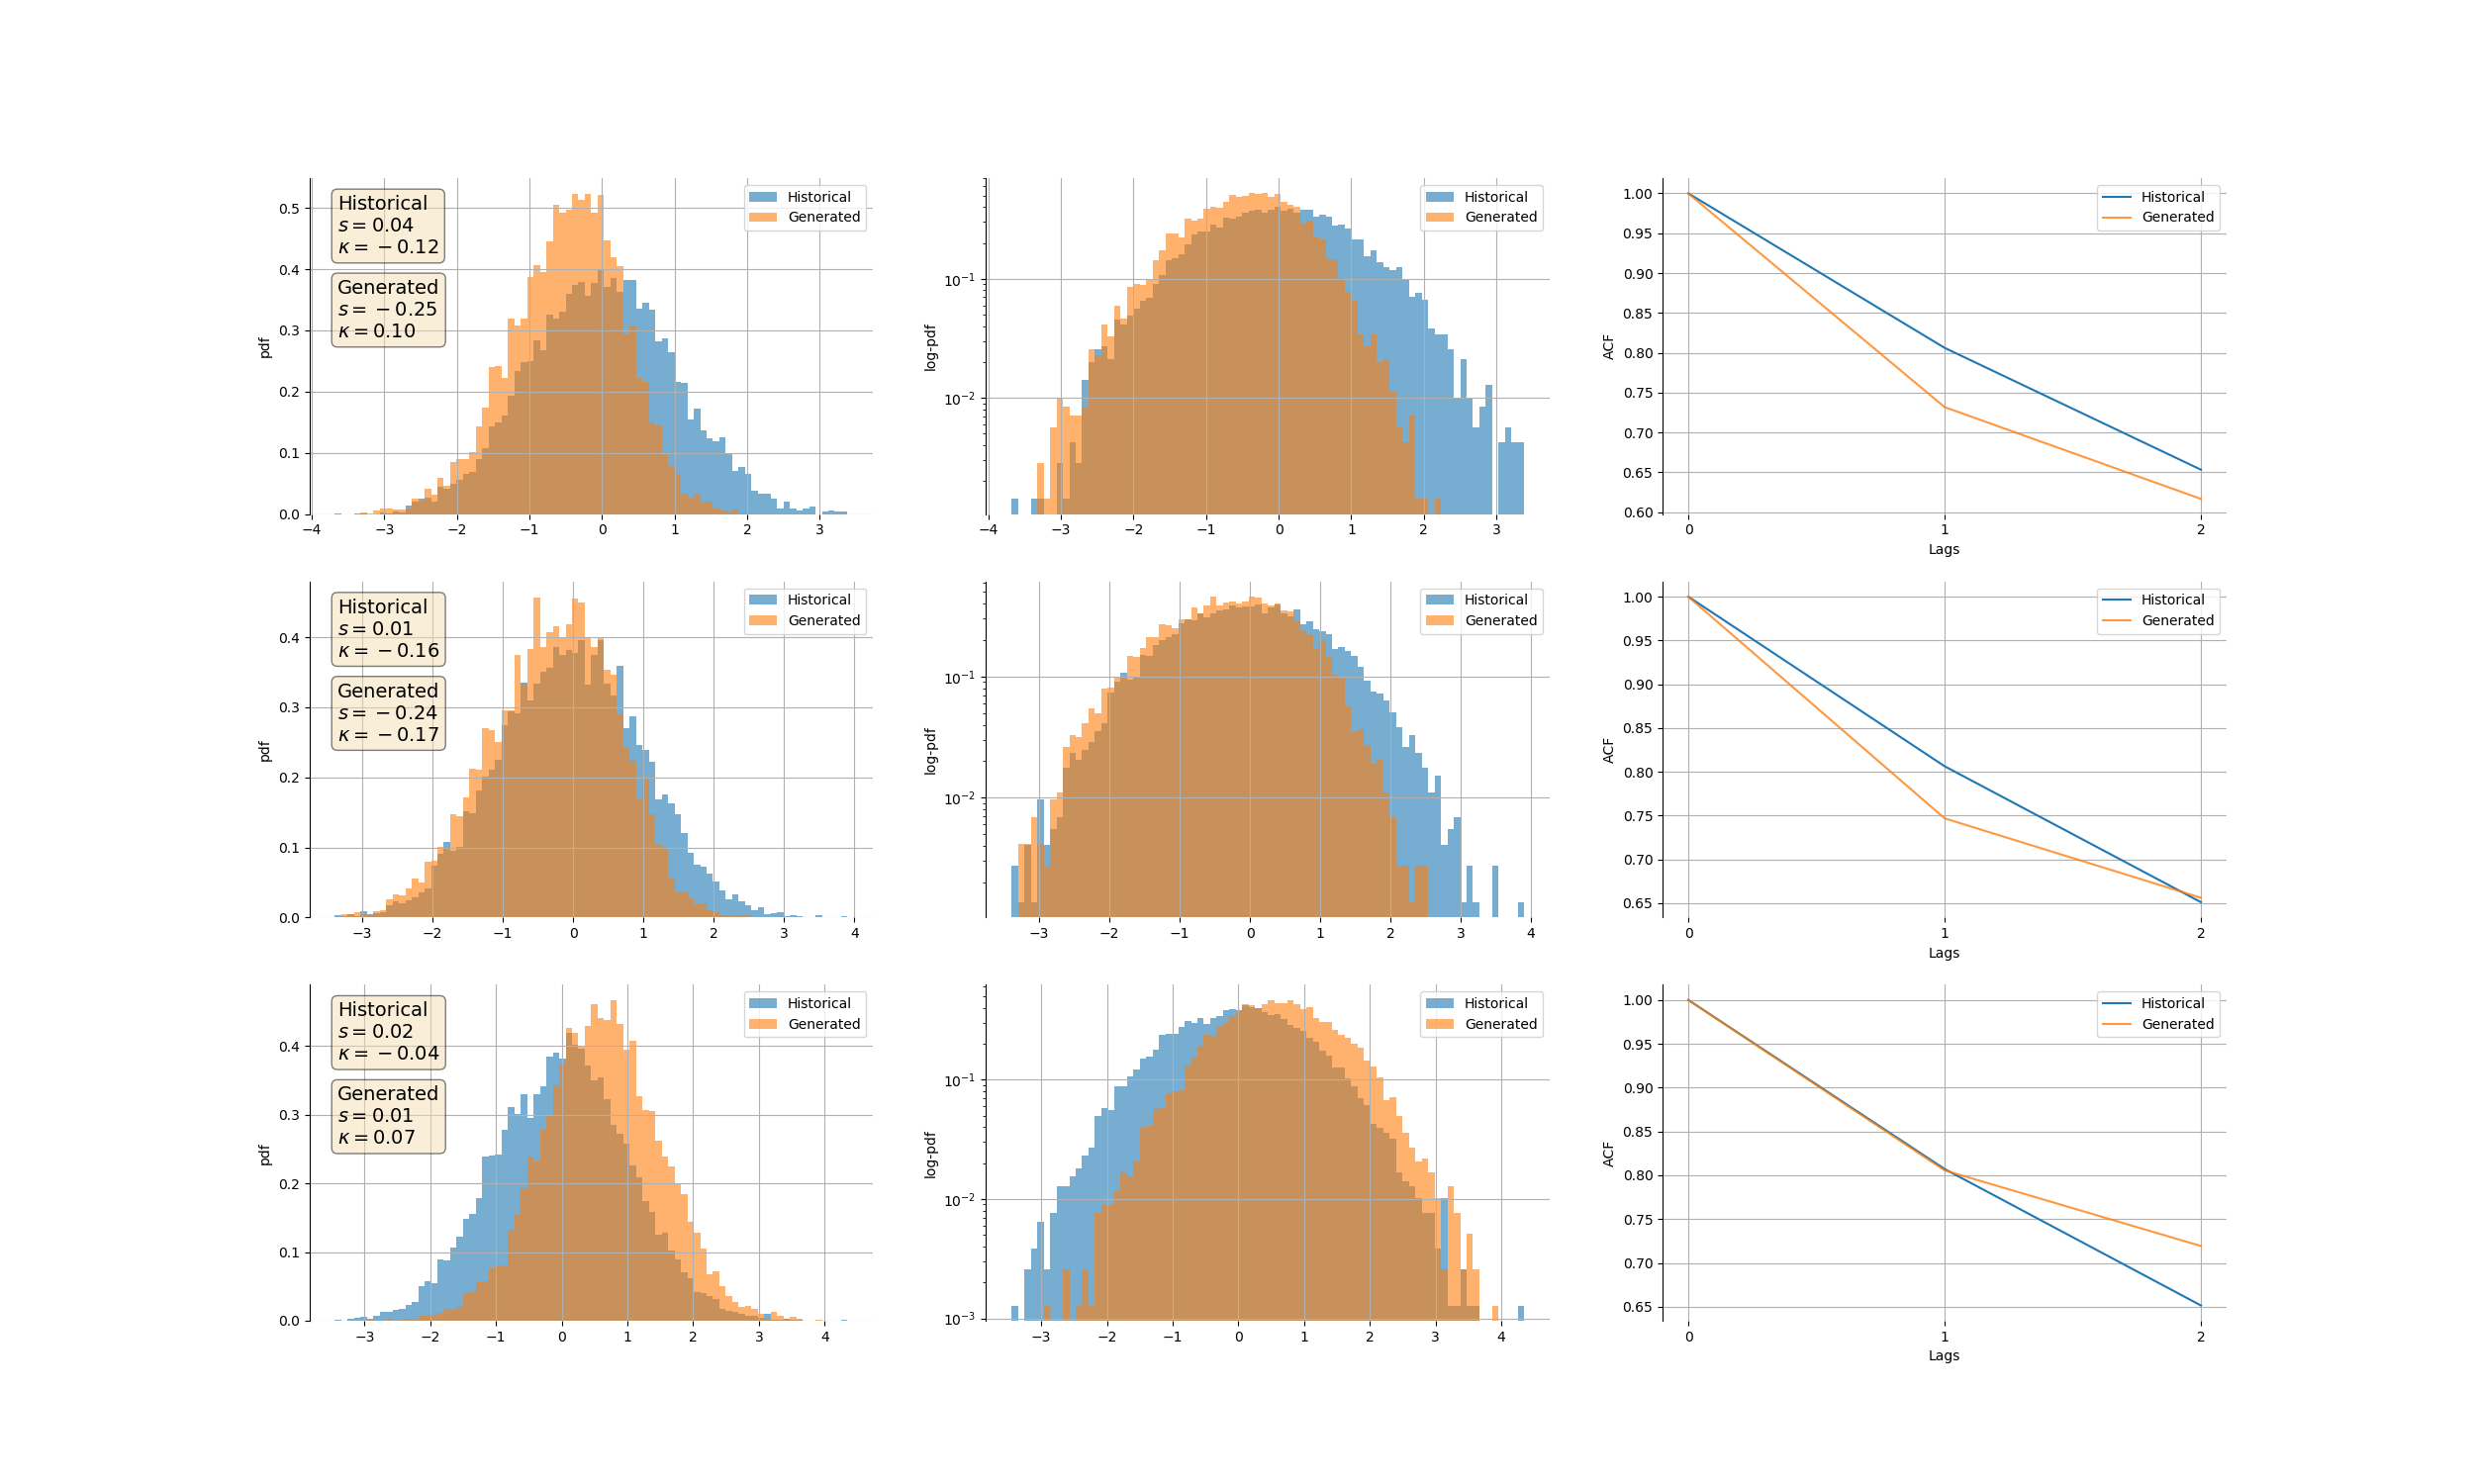 Historical
s = 0.04
κ = −0.12
Generated
s = −0.25
κ = 0.10
Historical
Generated
pdf
0.5
0.4
0.3
0.2
0.1
0.0
−4 −3 −2 −1 0 1 2 3
Historical
Generated
log-pdf
10⁻¹
10⁻²
−4 −3 −2 −1 0 1 2 3
Historical
Generated
ACF
1.00
0.95
0.90
0.85
0.80
0.75
0.70
0.65
0.60
0 1 2
Lags
Historical
s = 0.01
κ = −0.16
Generated
s = −0.24
κ = −0.17
Historical
Generated
pdf
0.4
0.3
0.2
0.1
0.0
−3 −2 −1 0 1 2 3 4
Historical
Generated
log-pdf
10⁻¹
10⁻²
−3 −2 −1 0 1 2 3 4
Historical
Generated
ACF
1.00
0.95
0.90
0.85
0.80
0.75
0.70
0.65
0 1 2
Lags
Historical
s = 0.02
κ = −0.04
Generated
s = 0.01
κ = 0.07
Historical
Generated
pdf
0.4
0.3
0.2
0.1
0.0
−3 −2 −1 0 1 2 3 4
Historical
Generated
log-pdf
10⁻¹
10⁻²
10⁻³
−3 −2 −1 0 1 2 3 4
Historical
Generated
ACF
1.00
0.95
0.90
0.85
0.80
0.75
0.70
0.65
0 1 2
Lags